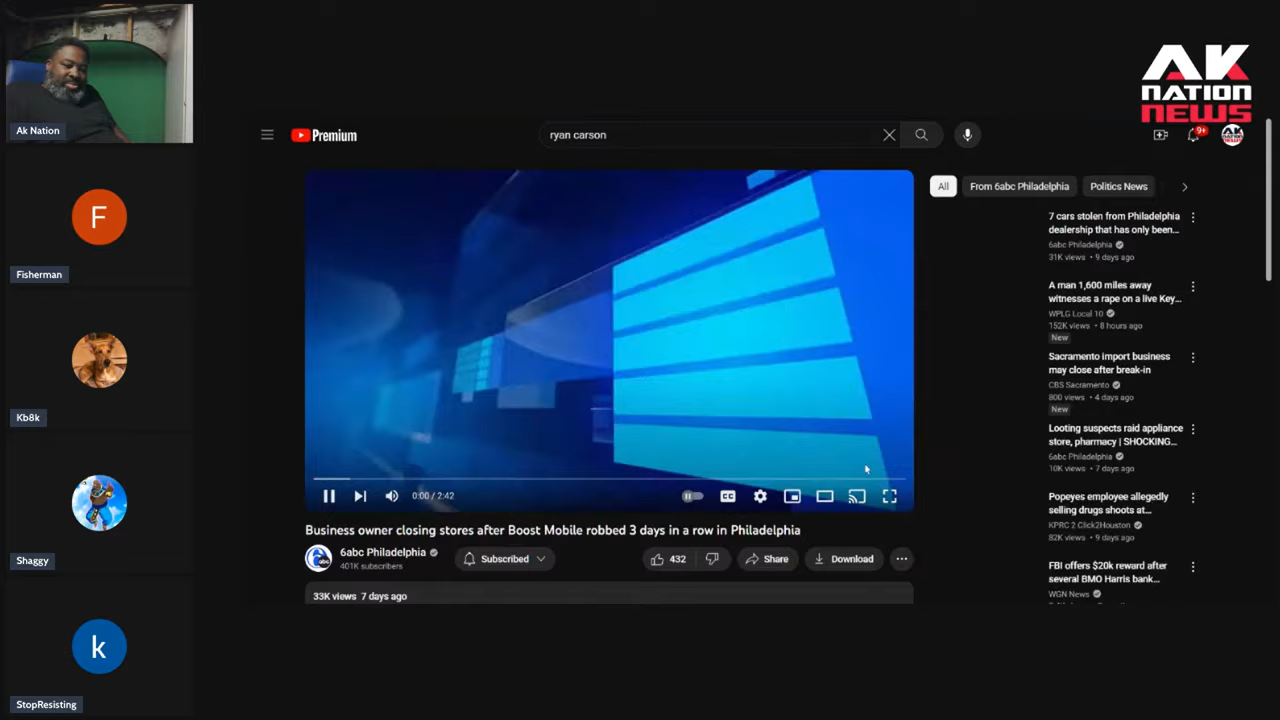 Ak Nation
F
Fisherman
Kb8k
Shaggy
k
StopResisting
AK
NATION
NEWS
Premium
ryan carson
9+
All
From 6abc Philadelphia
Politics News
0:00 / 2:42
Business owner closing stores after Boost Mobile robbed 3 days in a row in Philadelphia
6abc Philadelphia
401K subscribers
Subscribed
432
Share
Download
33K views 7 days ago
7 cars stolen from Philadelphia
dealership that has only been...
6abc Philadelphia
31K views • 9 days ago
A man 1,600 miles away
witnesses a rape on a live Key...
WPLG Local 10
152K views • 8 hours ago
New
Sacramento import business
may close after break-in
CBS Sacramento
800 views • 4 days ago
New
Looting suspects raid appliance
store, pharmacy | SHOCKING...
6abc Philadelphia
10K views • 7 days ago
Popeyes employee allegedly
selling drugs shoots at...
KPRC 2 Click2Houston
82K views • 9 days ago
FBI offers $20k reward after
several BMO Harris bank...
WGN News